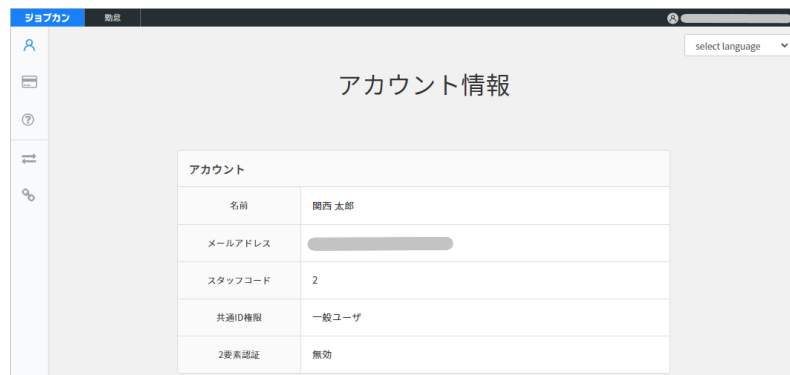 ジョブカン 勤怠
select language
アカウント情報
アカウント
名前 関西 太郎
メールアドレス
スタッフコード 2
共通ID権限 一般ユーザ
2要素認証 無効